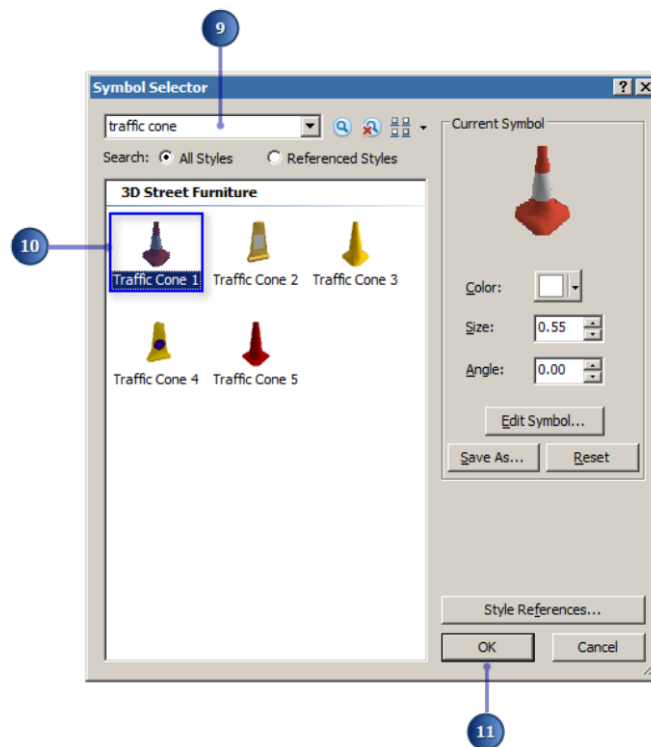 9
Symbol Selector
traffic cone
Search: All Styles Referenced Styles
3D Street Furniture
10
Traffic Cone 1 Traffic Cone 2 Traffic Cone 3
Traffic Cone 4 Traffic Cone 5
Current Symbol
Color:
Size: 0.55
Angle: 0.00
Edit Symbol...
Save As... Reset
Style References...
OK Cancel
11